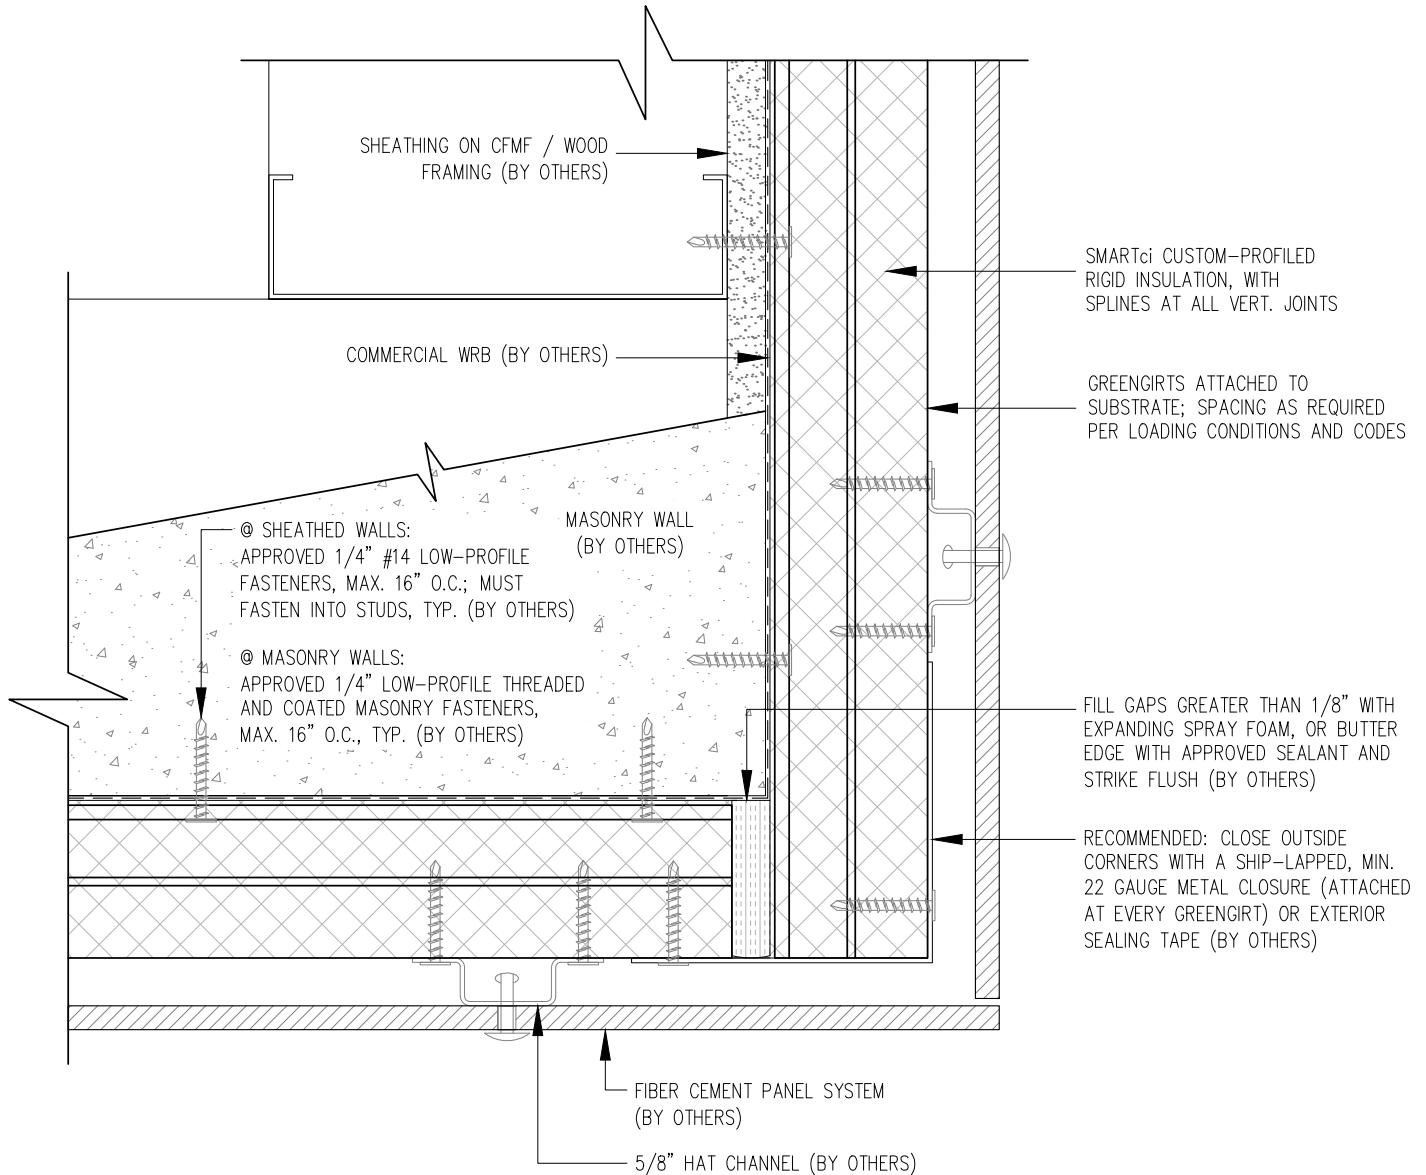 SHEATHING ON CFMF / WOOD
FRAMING (BY OTHERS)
SMARTci CUSTOM-PROFILED
RIGID INSULATION, WITH
SPLINES AT ALL VERT. JOINTS
COMMERCIAL WRB (BY OTHERS)
GREENGIRTS ATTACHED TO
SUBSTRATE; SPACING AS REQUIRED
PER LOADING CONDITIONS AND CODES
MASONRY WALL
(BY OTHERS)
@ SHEATHED WALLS:
APPROVED 1/4" #14 LOW-PROFILE
FASTENERS, MAX. 16" O.C.; MUST
FASTEN INTO STUDS, TYP. (BY OTHERS)
@ MASONRY WALLS:
APPROVED 1/4" LOW-PROFILE THREADED
AND COATED MASONRY FASTENERS,
MAX. 16" O.C., TYP. (BY OTHERS)
FILL GAPS GREATER THAN 1/8" WITH
EXPANDING SPRAY FOAM, OR BUTTER
EDGE WITH APPROVED SEALANT AND
STRIKE FLUSH (BY OTHERS)
RECOMMENDED: CLOSE OUTSIDE
CORNERS WITH A SHIP-LAPPED, MIN.
22 GAUGE METAL CLOSURE (ATTACHED
AT EVERY GREENGIRT) OR EXTERIOR
SEALING TAPE (BY OTHERS)
FIBER CEMENT PANEL SYSTEM
(BY OTHERS)
5/8" HAT CHANNEL (BY OTHERS)